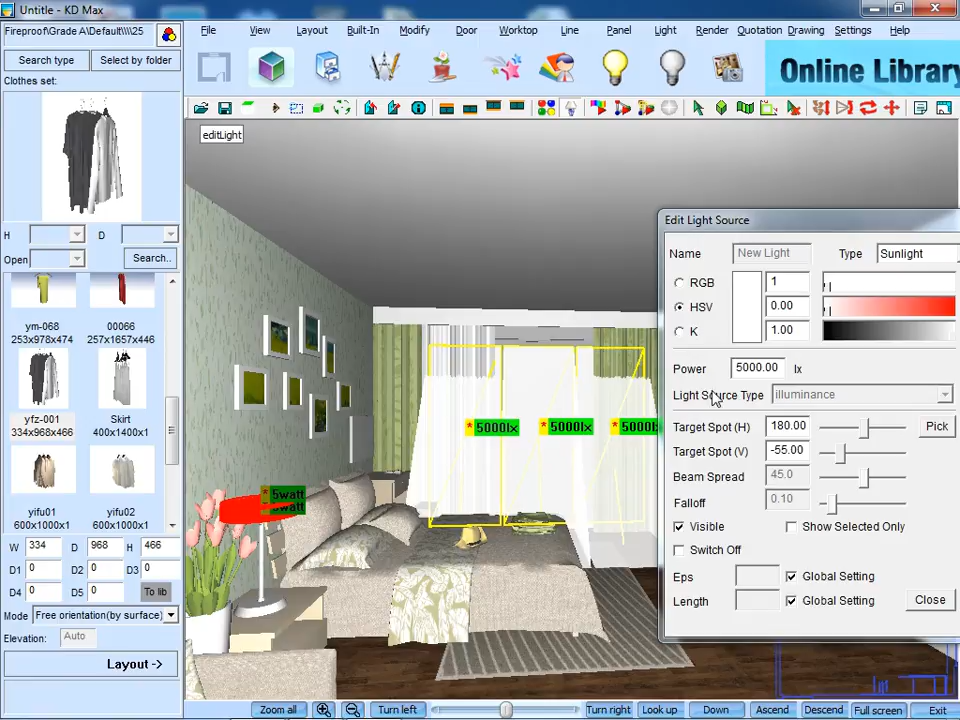 Untitle - KD Max
Fireproof\Grade A\Default\\\\25
File View Layout Built-In Modify Door Worktop Line Panel Light Render Quotation Drawing Settings Help
Search type Select by folder
Clothes set:
Online Library
editLight
H D
Open Search..
ym-068 00066
253x978x474 257x1657x446
yfz-001 Skirt
334x968x466 400x1400x1
yifu01 yifu02
600x1000x1 600x1000x1
W 334 D 968 H 466
D1 0 D2 0 D3 0
D4 0 D5 0 To lib
Mode Free orientation(by surface)
Elevation: Auto
Layout ->
* 5000lx * 5000lx * 5000l
* 5watt
5watt
Edit Light Source
Name New Light Type Sunlight
RGB 1
HSV 0.00
K 1.00
Power 5000.00 lx
Light Source Type illuminance
Target Spot (H) 180.00 Pick
Target Spot (V) -55.00
Beam Spread 45.0
Falloff 0.10
Visible Show Selected Only
Switch Off
Eps Global Setting
Length Global Setting Close
Zoom all Turn left Turn right Look up Down Ascend Descend Full screen Exit